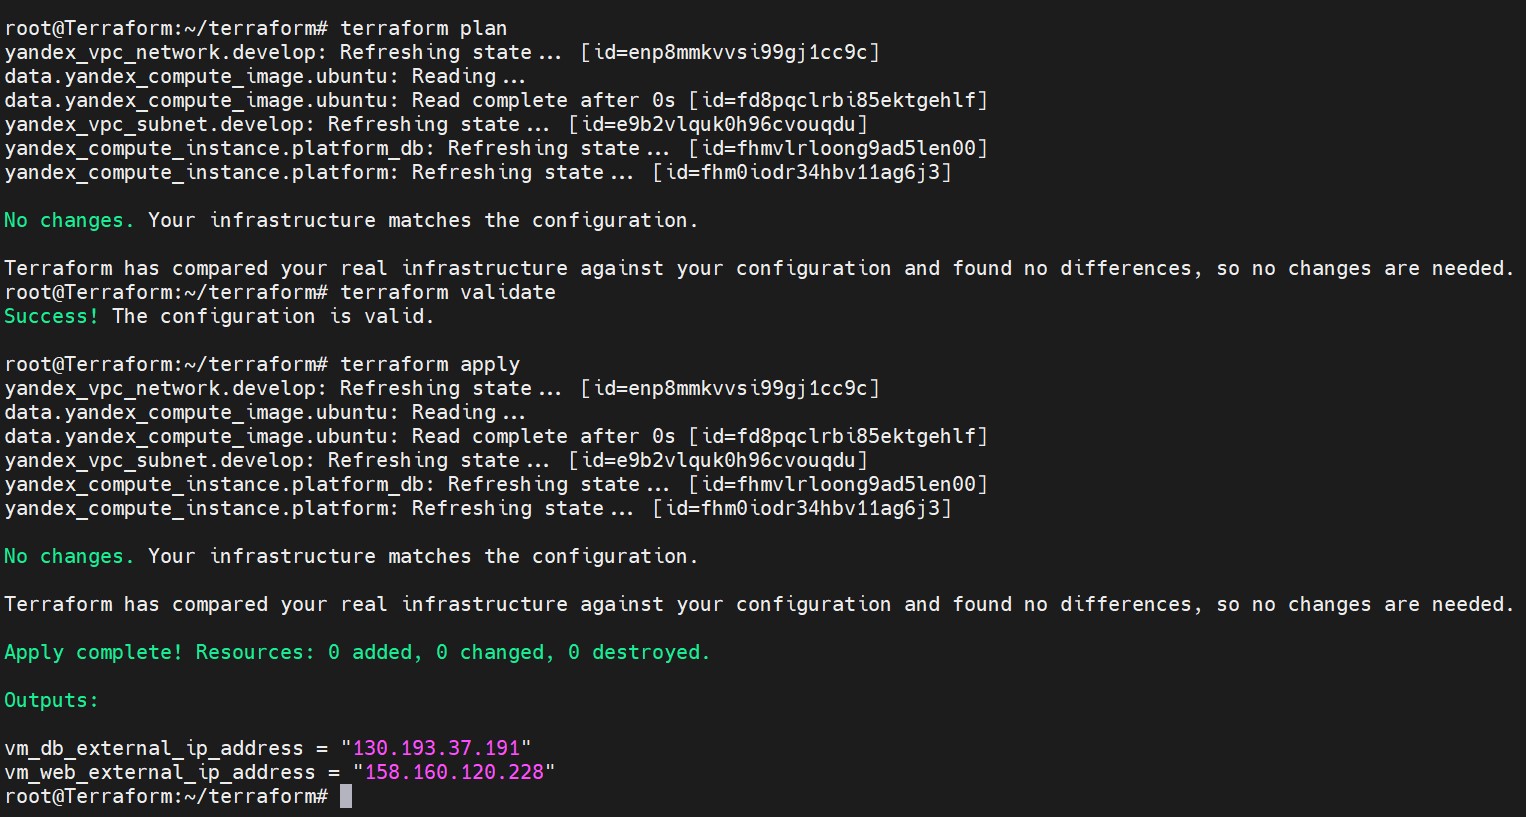 root@Terraform:~/terraform# terraform plan
yandex_vpc_network.develop: Refreshing state... [id=enp8mmkvvsi99gj1cc9c]
data.yandex_compute_image.ubuntu: Reading...
data.yandex_compute_image.ubuntu: Read complete after 0s [id=fd8pqclrbi85ektgehlf]
yandex_vpc_subnet.develop: Refreshing state... [id=e9b2vlquk0h96cvouqdu]
yandex_compute_instance.platform_db: Refreshing state... [id=fhmvlrloong9ad5len00]
yandex_compute_instance.platform: Refreshing state... [id=fhm0iodr34hbv11ag6j3]
No changes. Your infrastructure matches the configuration.
Terraform has compared your real infrastructure against your configuration and found no differences, so no changes are needed.
root@Terraform:~/terraform# terraform validate
Success! The configuration is valid.
root@Terraform:~/terraform# terraform apply
yandex_vpc_network.develop: Refreshing state... [id=enp8mmkvvsi99gj1cc9c]
data.yandex_compute_image.ubuntu: Reading...
data.yandex_compute_image.ubuntu: Read complete after 0s [id=fd8pqclrbi85ektgehlf]
yandex_vpc_subnet.develop: Refreshing state... [id=e9b2vlquk0h96cvouqdu]
yandex_compute_instance.platform_db: Refreshing state... [id=fhmvlrloong9ad5len00]
yandex_compute_instance.platform: Refreshing state... [id=fhm0iodr34hbv11ag6j3]
No changes. Your infrastructure matches the configuration.
Terraform has compared your real infrastructure against your configuration and found no differences, so no changes are needed.
Apply complete! Resources: 0 added, 0 changed, 0 destroyed.
Outputs:
vm_db_external_ip_address = "130.193.37.191"
vm_web_external_ip_address = "158.160.120.228"
root@Terraform:~/terraform#